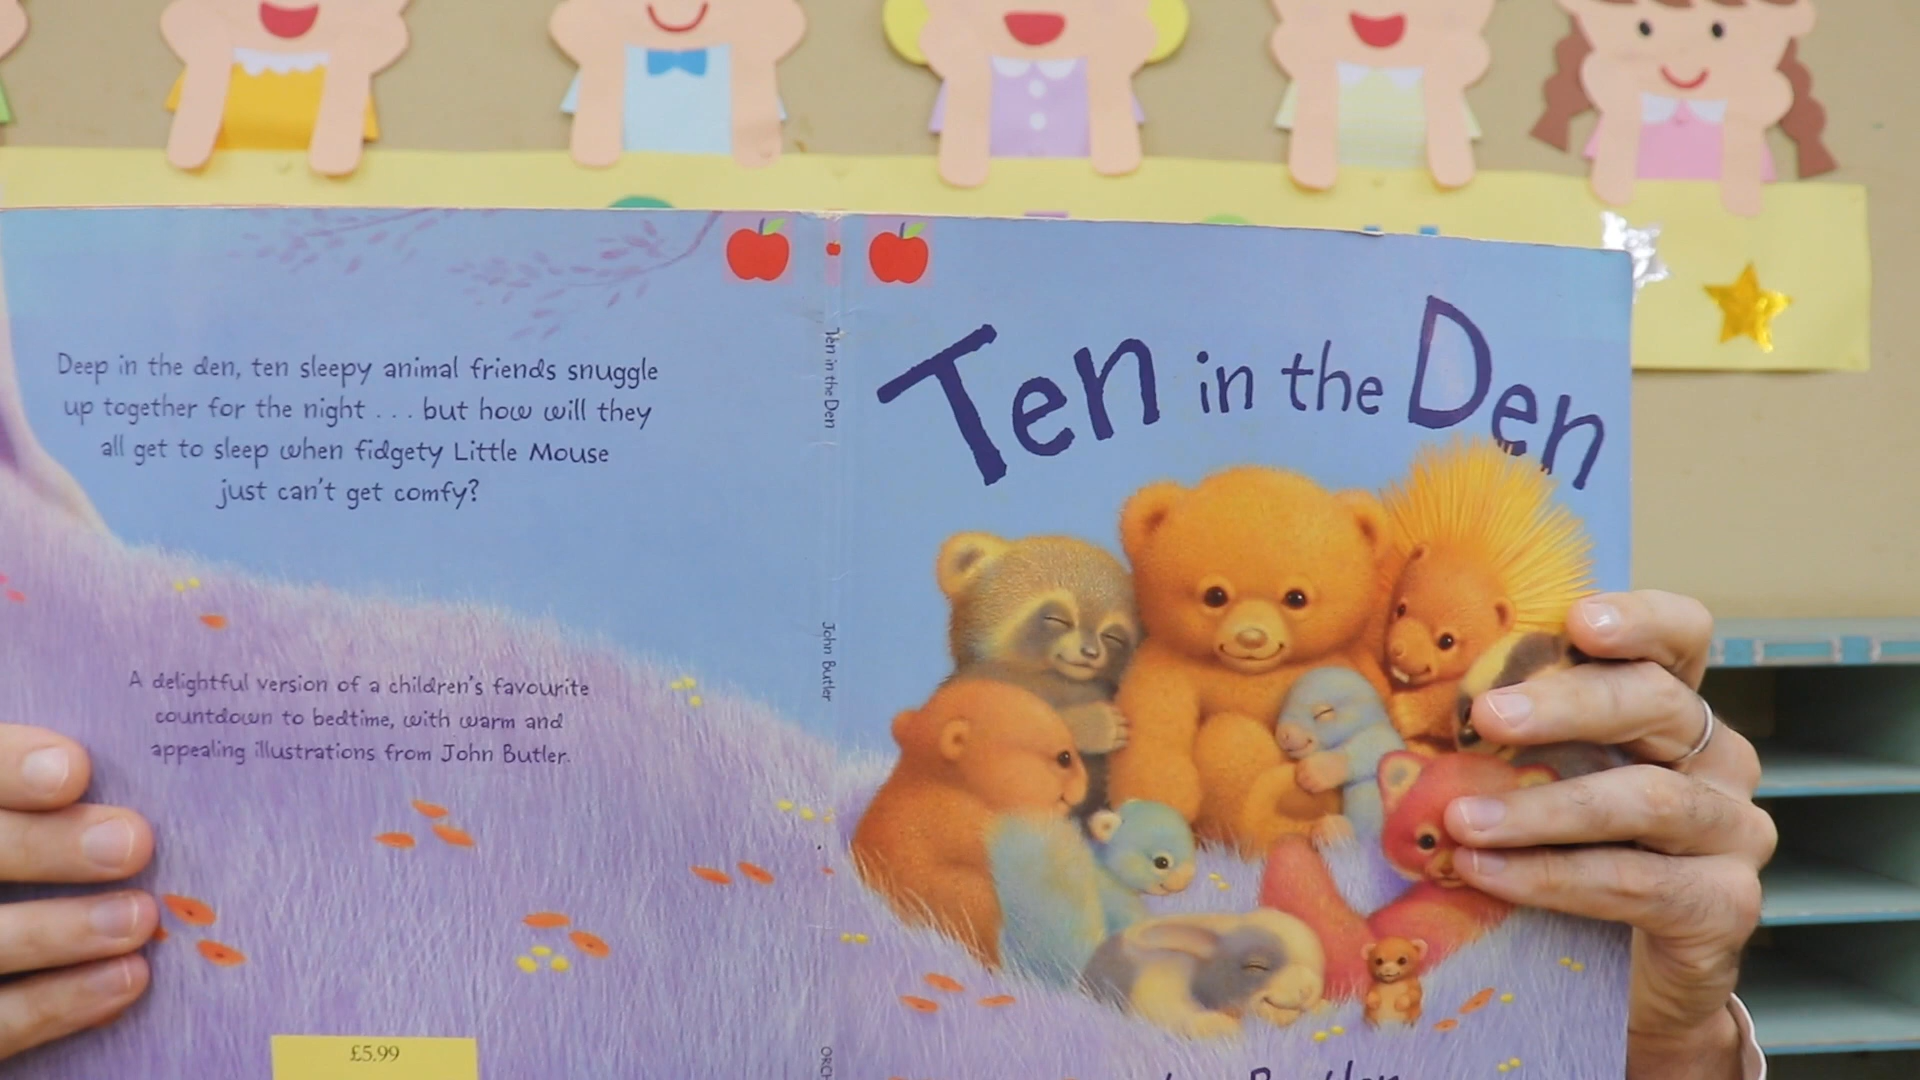 Deep in the den, ten sleepy animal friends snuggle
up together for the night . . . but how will they
all get to sleep when fidgety Little Mouse
just can't get comfy?
A delightful version of a children's favourite
countdown to bedtime, with warm and
appealing illustrations from John Butler.
£5.99
Ten in the Den
John Butler
Ten in the Den
Butler